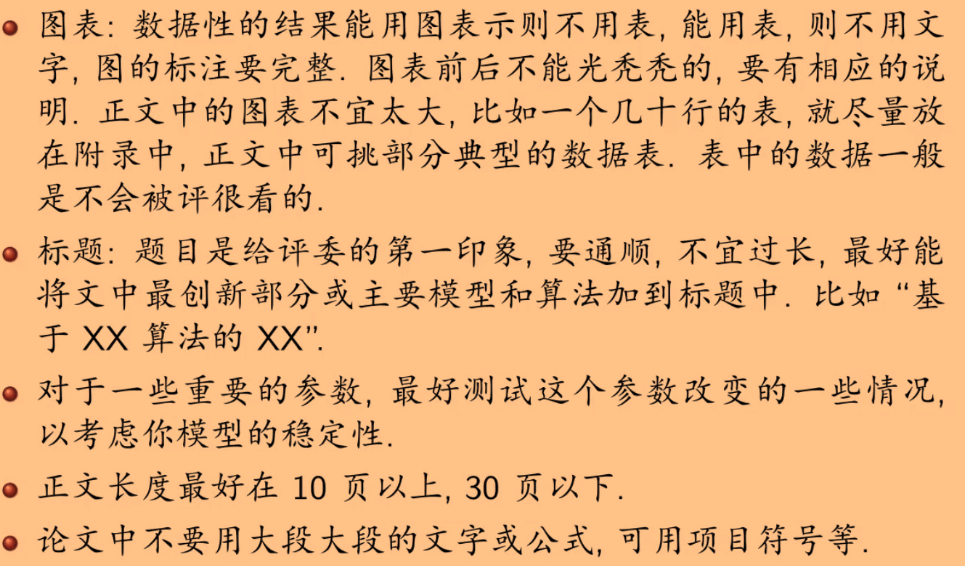 图表: 数据性的结果能用图表示则不用表, 能用表, 则不用文
字, 图的标注要完整. 图表前后不能光秃秃的, 要有相应的说
明. 正文中的图表不宜太大, 比如一个几十行的表, 就尽量放
在附录中, 正文中可挑部分典型的数据表. 表中的数据一般
是不会被评很看的.
标题: 题目是给评委的第一印象, 要通顺, 不宜过长, 最好能
将文中最创新部分或主要模型和算法加到标题中. 比如 “基
于 XX 算法的 XX”.
对于一些重要的参数, 最好测试这个参数改变的一些情况,
以考虑你模型的稳定性.
正文长度最好在 10 页以上, 30 页以下.
论文中不要用大段大段的文字或公式, 可用项目符号等.